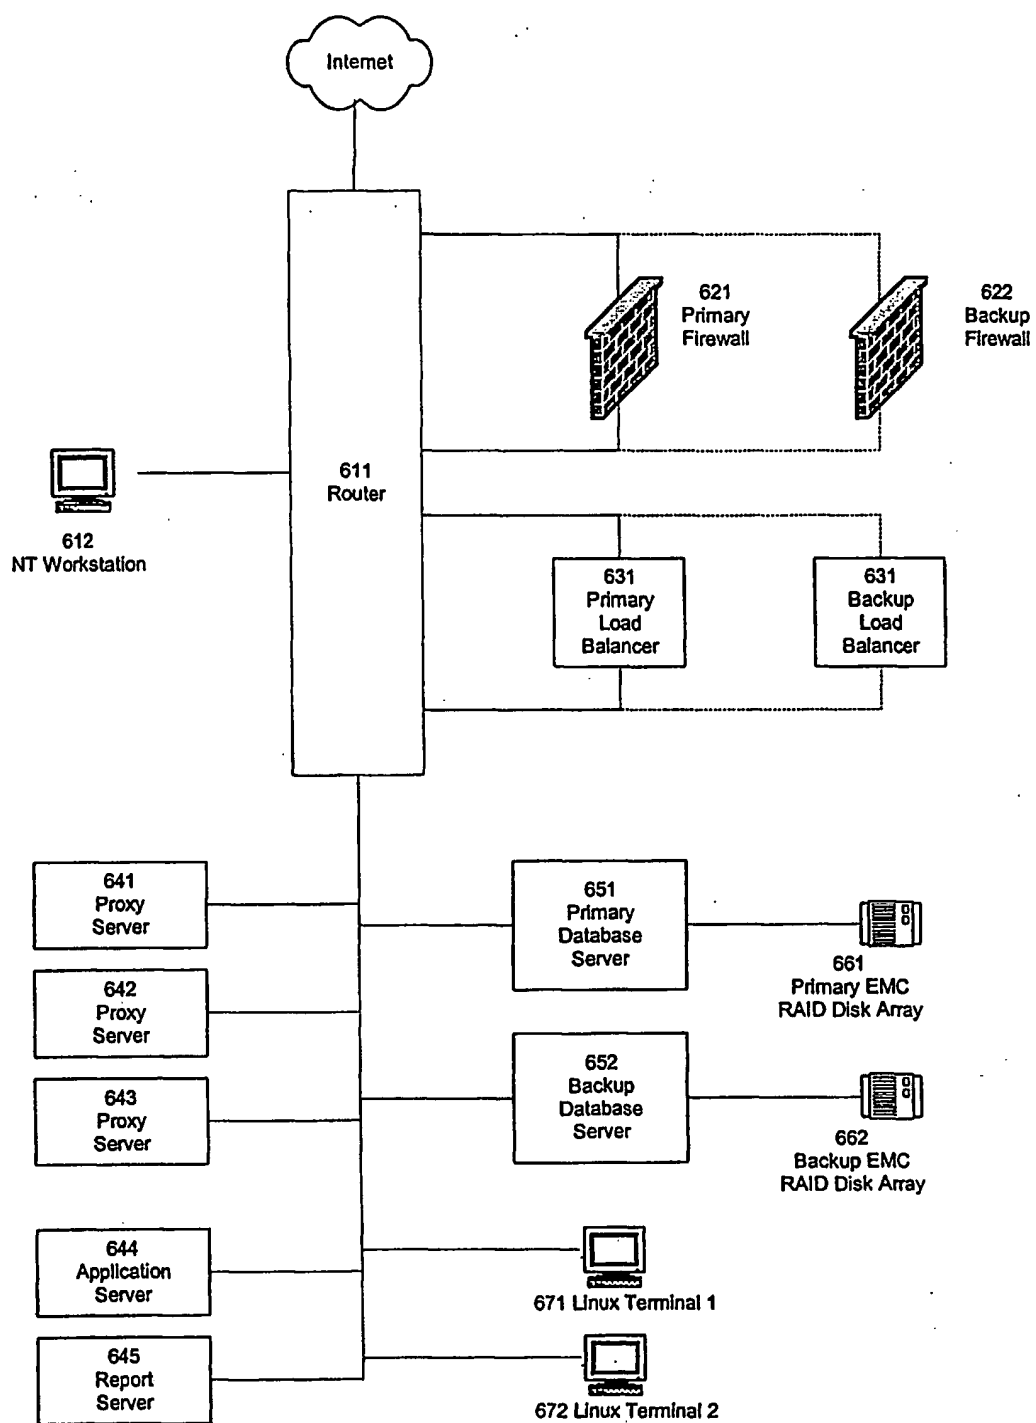 Internet
621
Primary
Firewall
622
Backup
Firewall
611
Router
612
NT Workstation
631
Primary
Load
Balancer
631
Backup
Load
Balancer
641
Proxy
Server
651
Primary
Database
Server
661
Primary EMC
RAID Disk Array
642
Proxy
Server
652
Backup
Database
Server
643
Proxy
Server
662
Backup EMC
RAID Disk Array
644
Application
Server
671 Linux Terminal 1
645
Report
Server
672 Linux Terminal 2